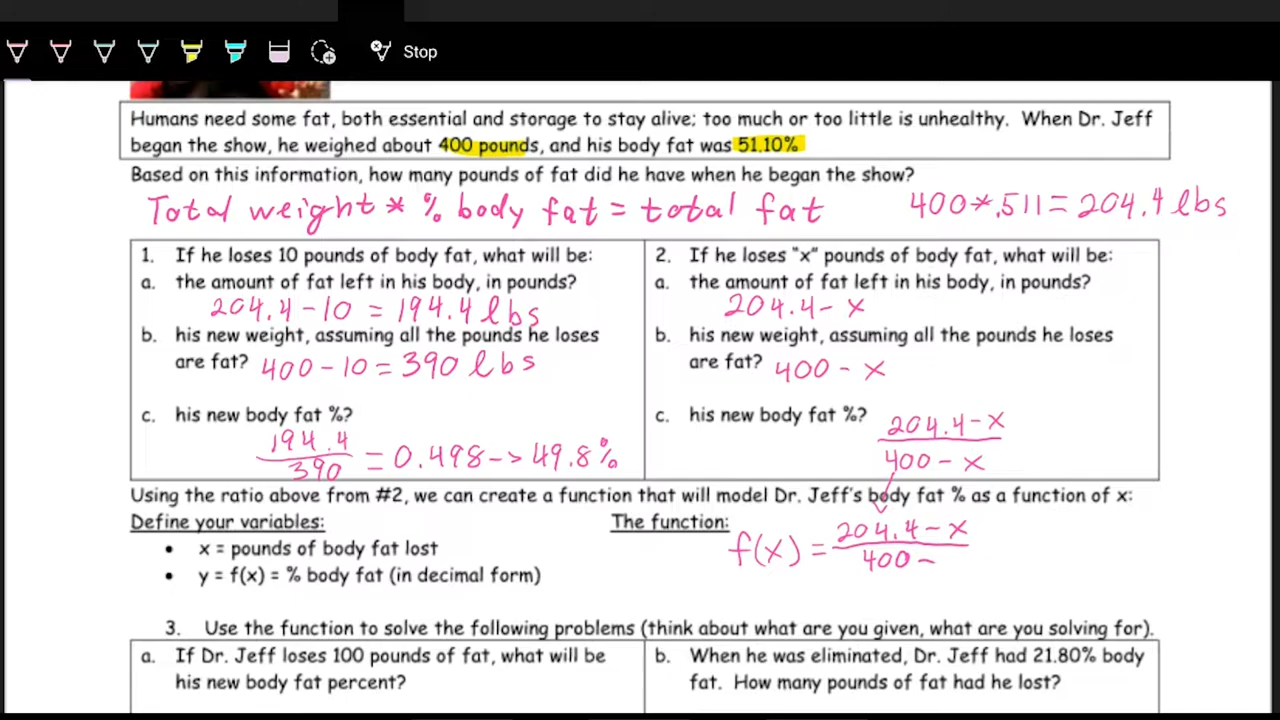 Stop
Humans need some fat, both essential and storage to stay alive; too much or too little is unhealthy. When Dr. Jeff
began the show, he weighed about 400 pounds, and his body fat was 51.10%
Based on this information, how many pounds of fat did he have when he began the show?
Total weight * % body fat = total fat 400*.511 = 204.4 lbs
1. If he loses 10 pounds of body fat, what will be:
a. the amount of fat left in his body, in pounds?
204.4 - 10 = 194.4 lbs
b. his new weight, assuming all the pounds he loses
are fat? 400 - 10 = 390 lbs
c. his new body fat %?
194.4
390
= 0.498 -> 49.8%
2. If he loses "x" pounds of body fat, what will be:
a. the amount of fat left in his body, in pounds?
204.4 - x
b. his new weight, assuming all the pounds he loses
are fat? 400 - x
c. his new body fat %?
204.4 - x
400 - x
Using the ratio above from #2, we can create a function that will model Dr. Jeff's body fat % as a function of x:
Define your variables:
• x = pounds of body fat lost
• y = f(x) = % body fat (in decimal form)
The function:
f(x) =
204.4 - x
400 -
3. Use the function to solve the following problems (think about what are you given, what are you solving for).
a. If Dr. Jeff loses 100 pounds of fat, what will be
his new body fat percent?
b. When he was eliminated, Dr. Jeff had 21.80% body
fat. How many pounds of fat had he lost?